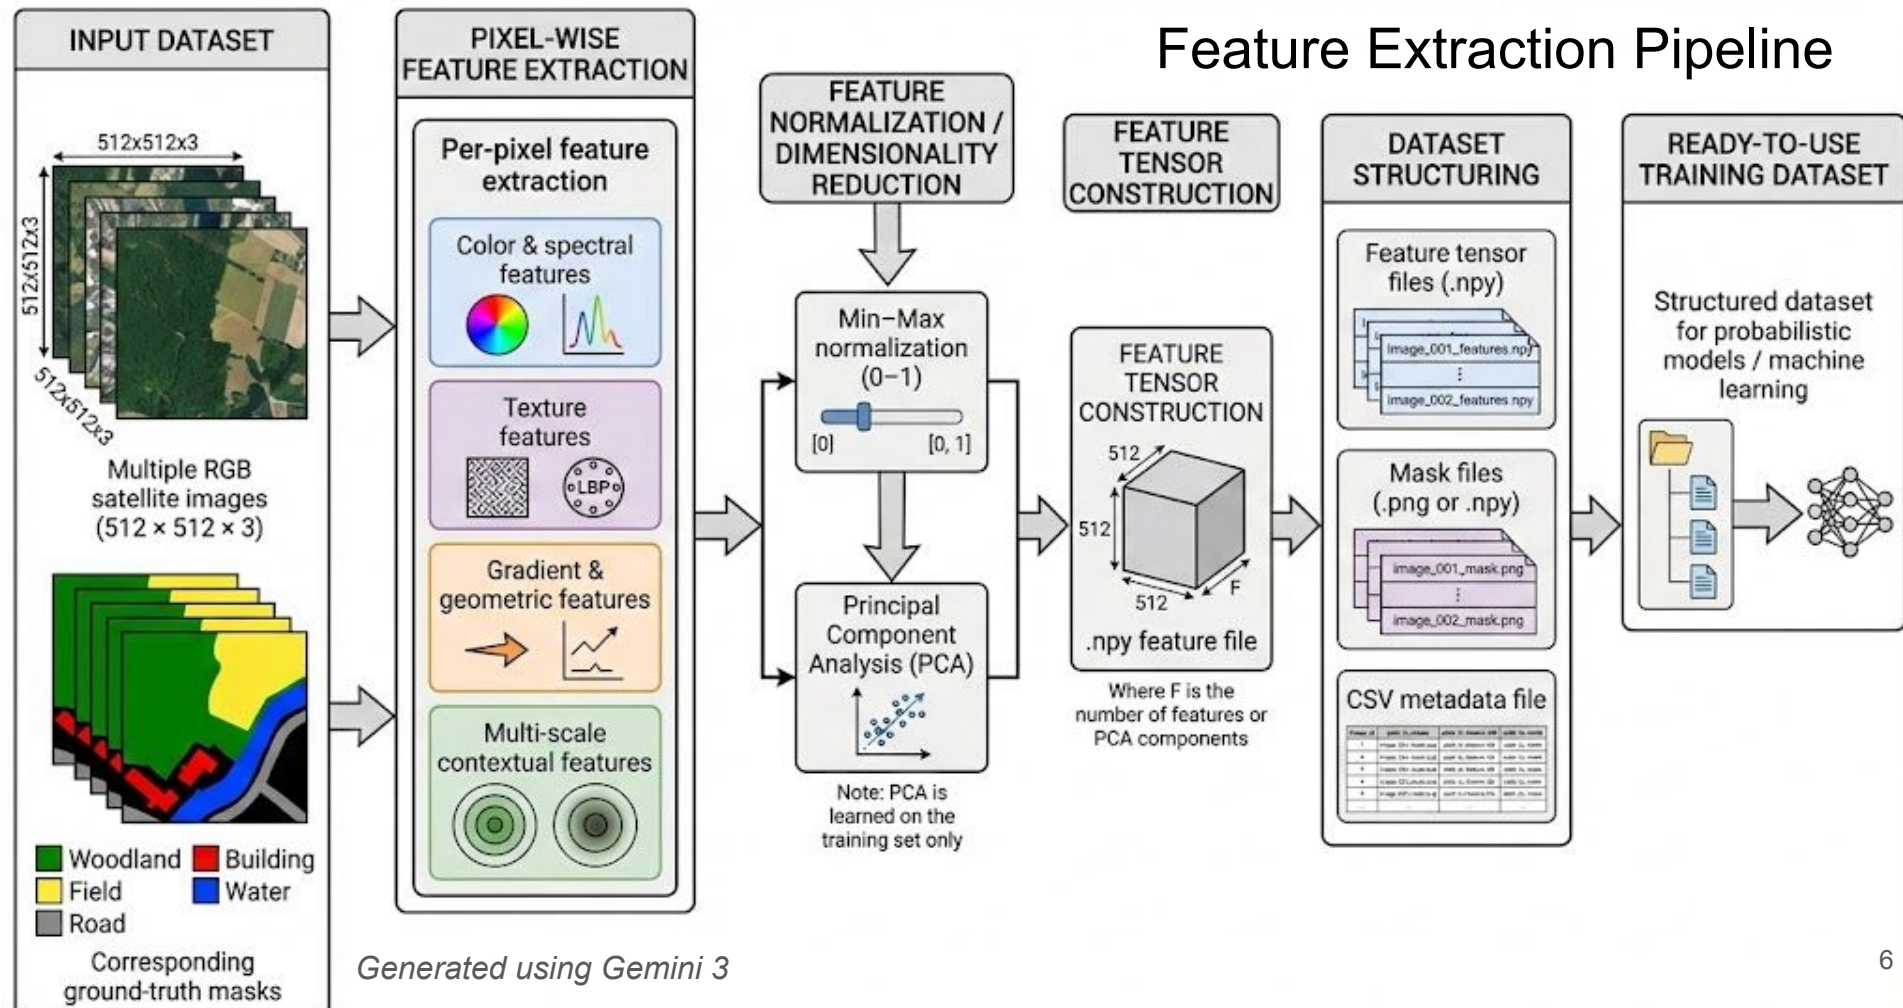 Feature Extraction Pipeline
INPUT DATASET
512x512x3
512x512x3
512x512x3
Multiple RGB
satellite images
(512 × 512 × 3)
Woodland
Building
Field
Water
Road
Corresponding
ground-truth masks
PIXEL-WISE
FEATURE EXTRACTION
Per-pixel feature
extraction
Color & spectral
features
Texture
features
LBP
Gradient &
geometric features
Multi-scale
contextual features
FEATURE
NORMALIZATION /
DIMENSIONALITY
REDUCTION
Min–Max
normalization
(0–1)
[0]
[0, 1]
Principal
Component
Analysis (PCA)
Note: PCA is
learned on the
training set only
FEATURE
TENSOR
CONSTRUCTION
FEATURE
TENSOR
CONSTRUCTION
512
512
512
F
.npy feature file
Where F is the
number of features or
PCA components
DATASET
STRUCTURING
Feature tensor
files (.npy)
image_001_features.npy
⋮
image_002_features.npy
Mask files
(.png or .npy)
image_001_mask.png
⋮
image_002_mask.png
CSV metadata file
READY-TO-USE
TRAINING DATASET
Structured dataset
for probabilistic
models / machine
learning
Generated using Gemini 3
6